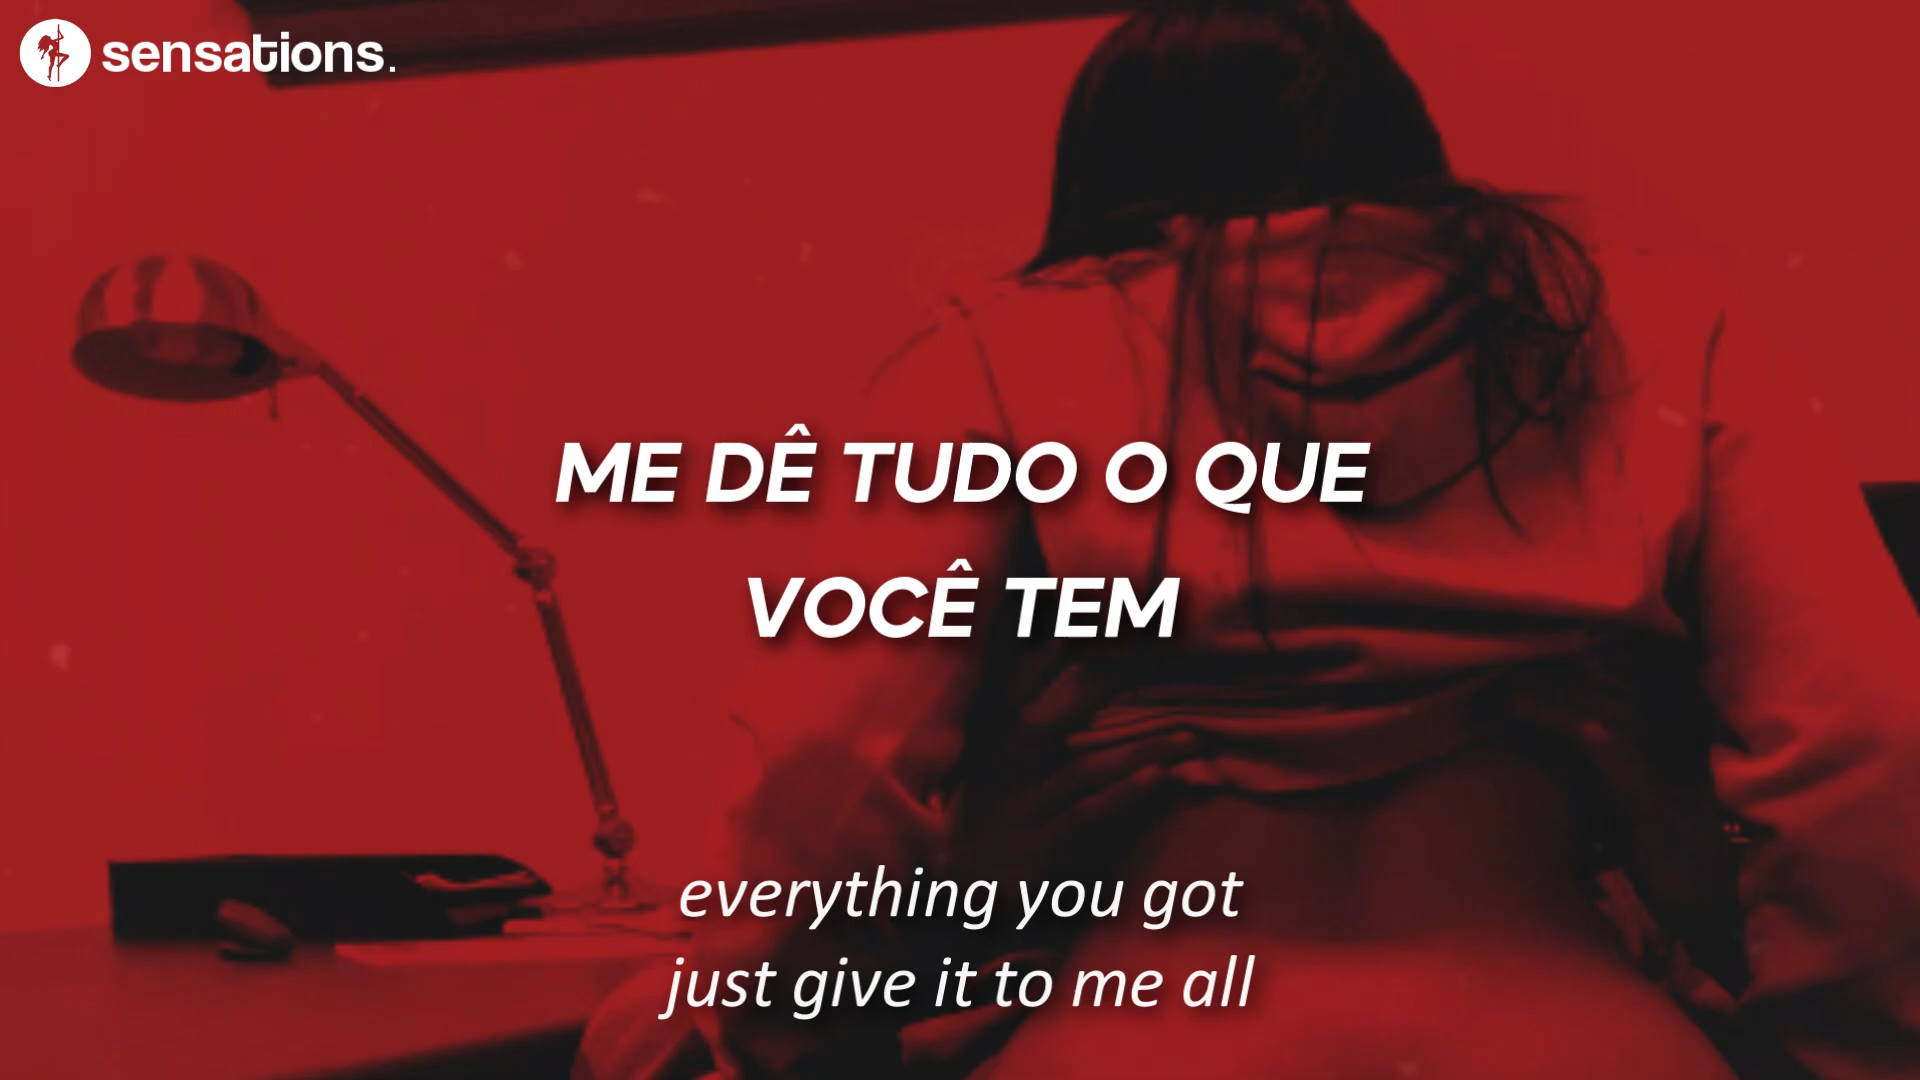 sensations.
ME DÊ TUDO O QUE
VOCÊ TEM
everything you got
just give it to me all